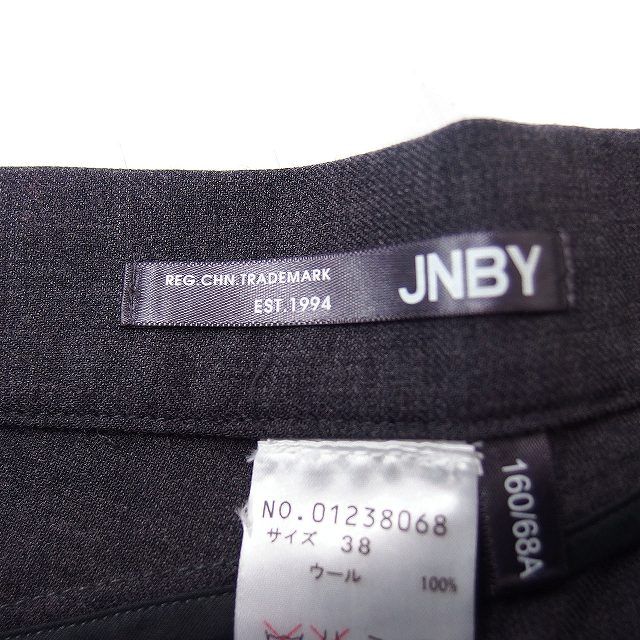 REG.CHN.TRADEMARK
EST.1994
JNBY
NO.01238068
サイズ 38
ウール 100%
160/68A